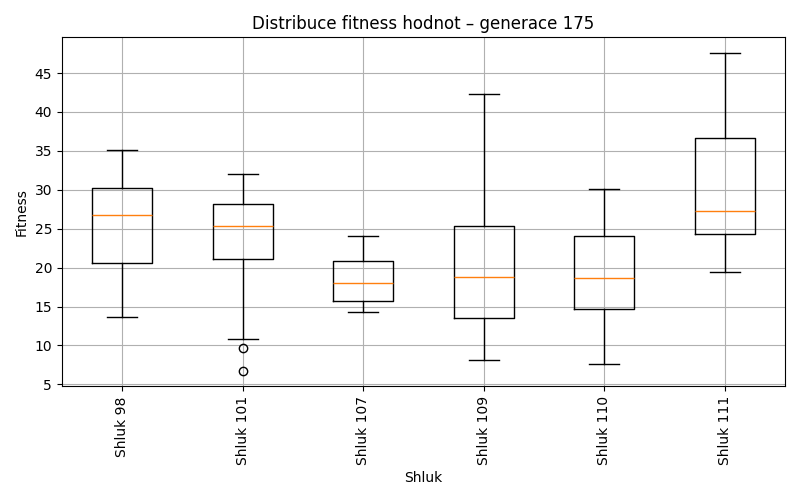 Distribuce fitness hodnot – generace 175
Fitness
45
40
35
30
25
20
15
10
5
Shluk 98
Shluk 101
Shluk 107
Shluk 109
Shluk 110
Shluk 111
Shluk